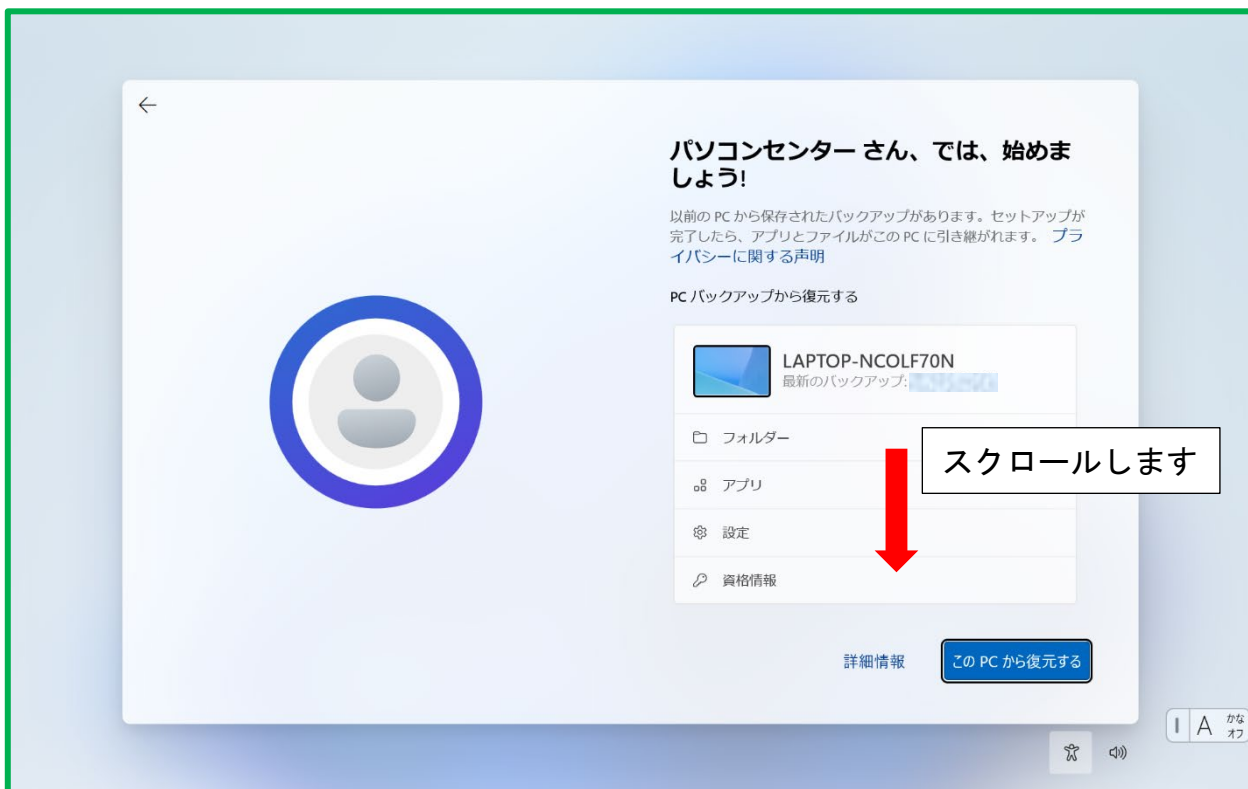 パソコンセンター さん、では、始めま
しょう!
以前の PC から保存されたバックアップがあります。セットアップが
完了したら、アプリとファイルがこの PC に引き継がれます。 プラ
イバシーに関する声明
PC バックアップから復元する
LAPTOP-NCOLF70N
最新のバックアップ:
フォルダー
スクロールします
アプリ
設定
資格情報
詳細情報
この PC から復元する
A かな
オフ